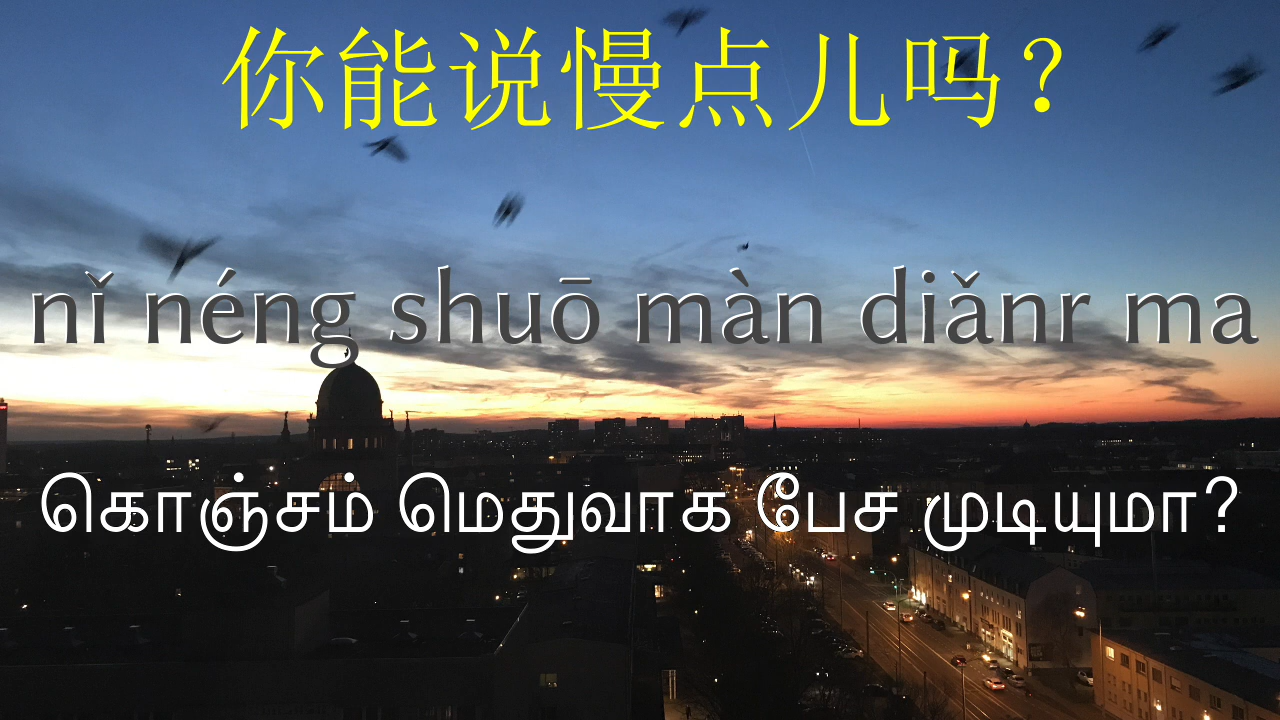 你能说慢点儿吗？
nǐ néng shuō màn diǎnr ma
கொஞ்சம் மெதுவாக பேச முடியுமா?